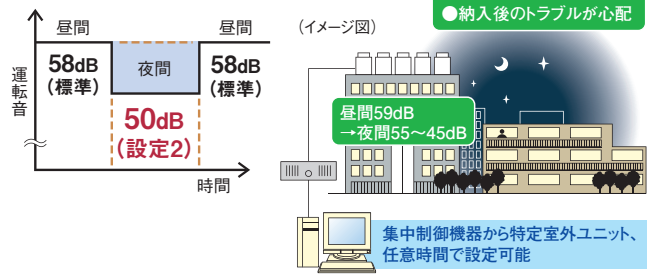 昼間
昼間
58dB
(標準)
夜間
58dB
(標準)
運転音
50dB
(設定2)
時間
(イメージ図)
●納入後のトラブルが心配
昼間59dB
→夜間55～45dB
集中制御機器から特定室外ユニット、
任意時間で設定可能